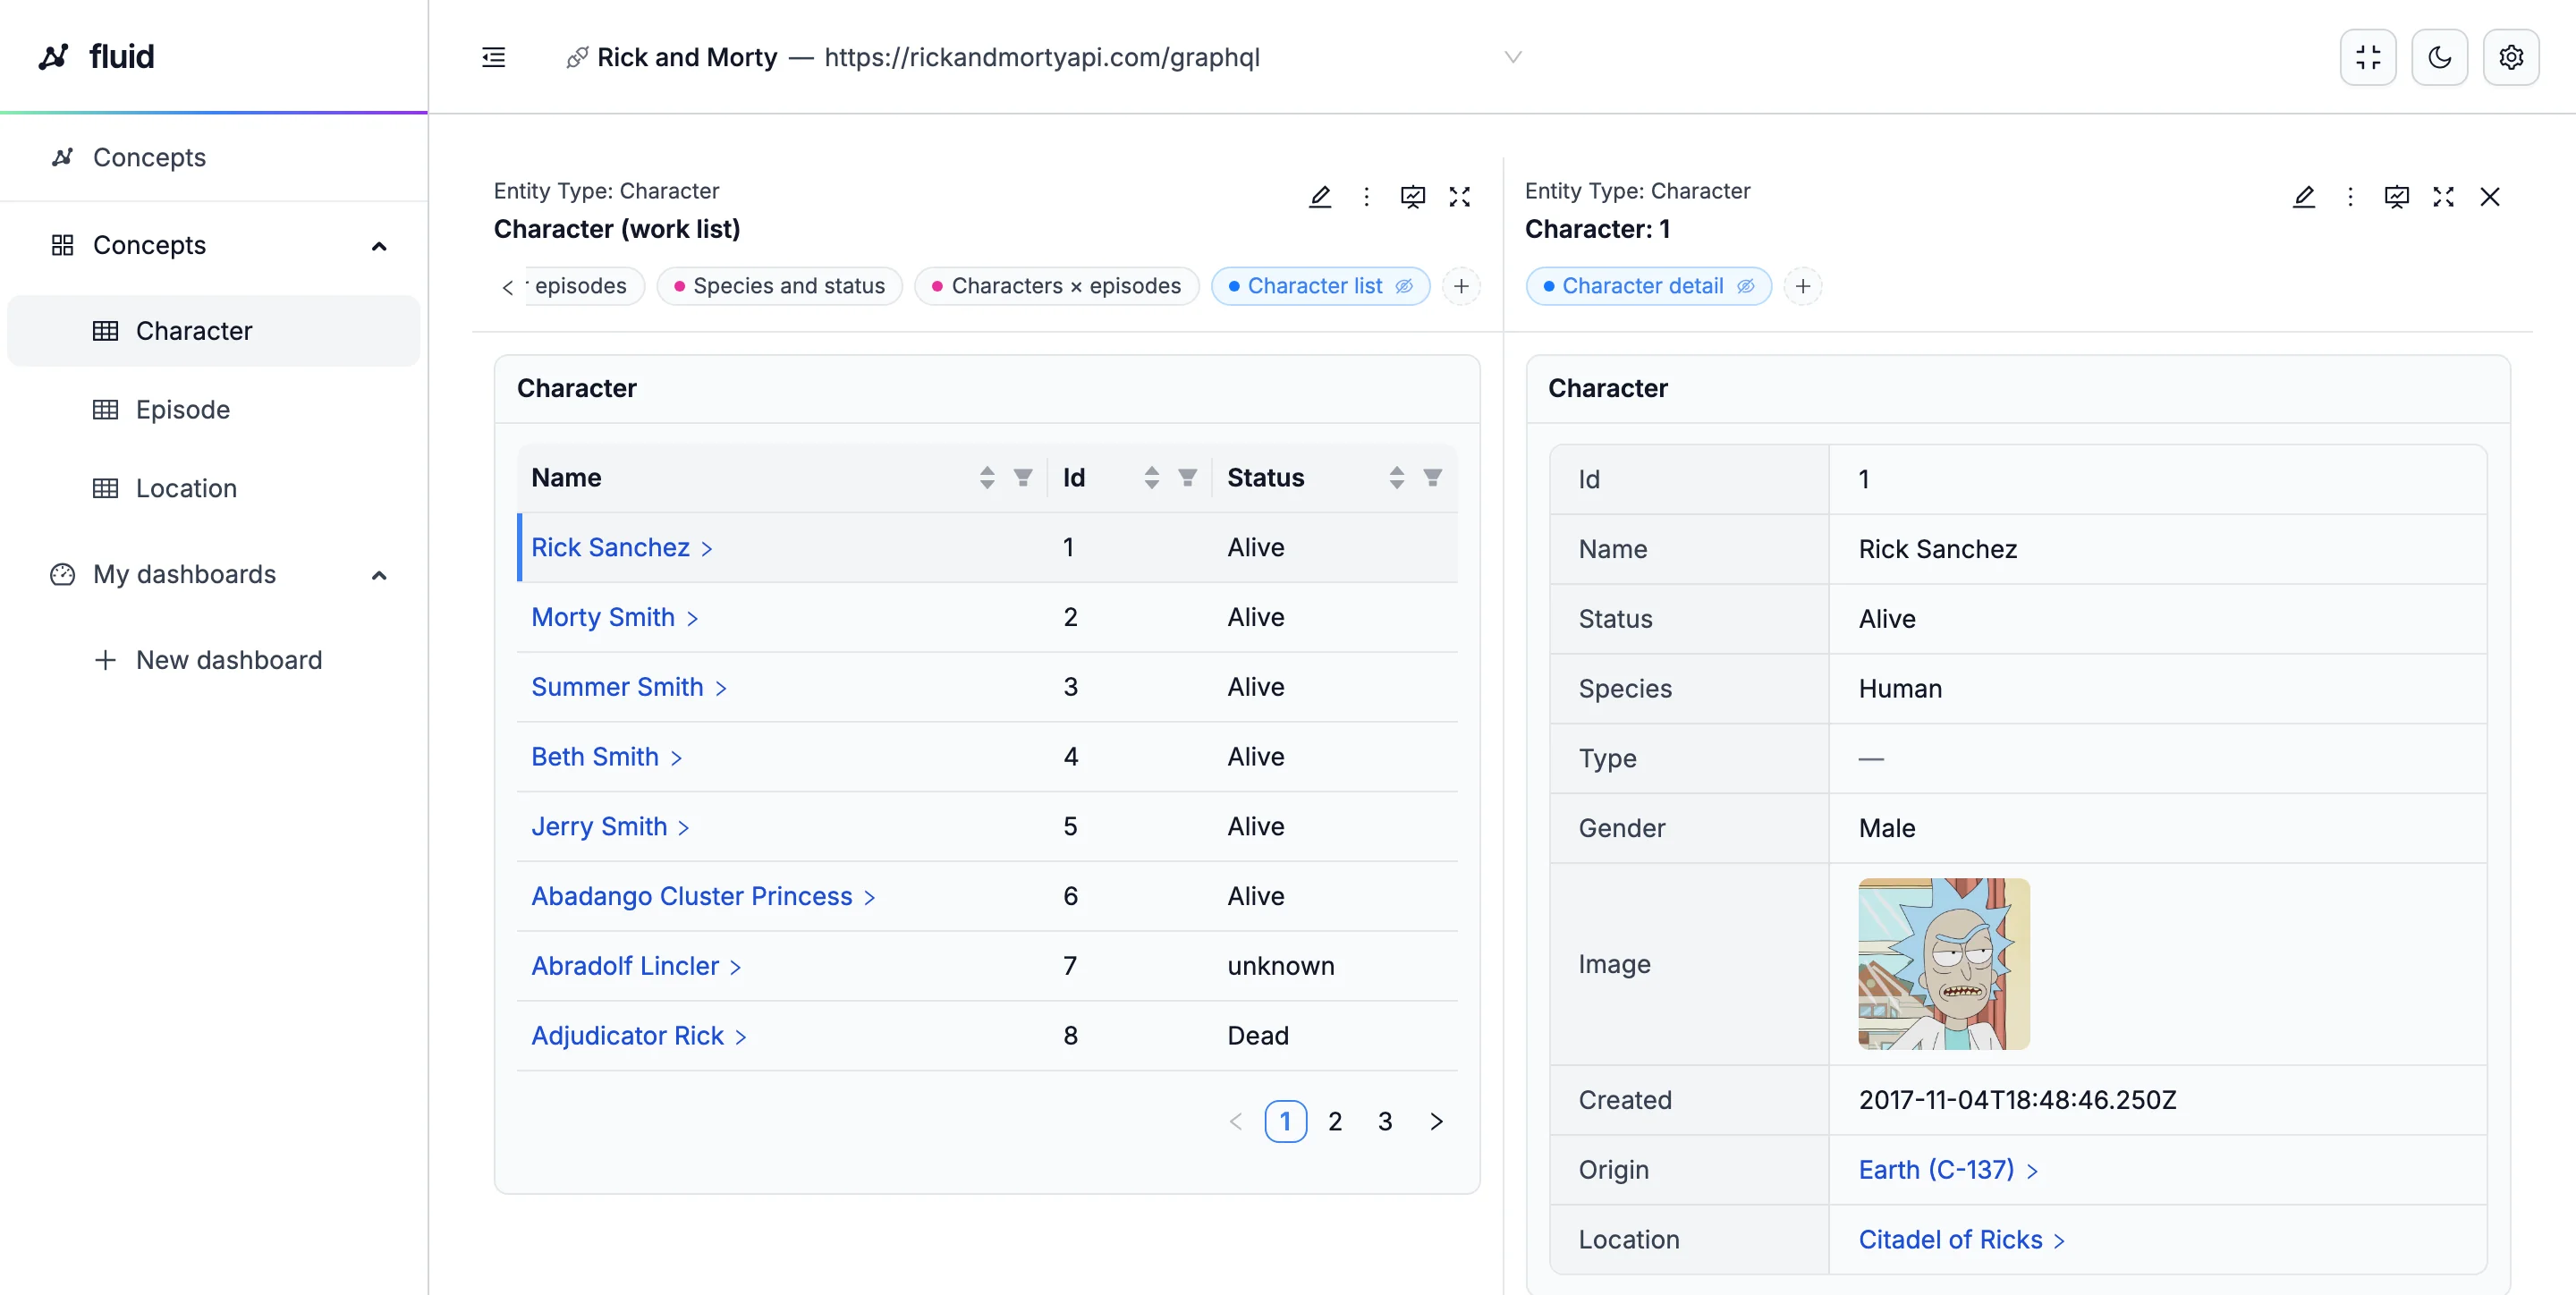 fluid
Rick and Morty — https://rickandmortyapi.com/graphql
Concepts
Concepts
Character
Episode
Location
My dashboards
New dashboard
Entity Type: Character
Character (work list)
episodes
Species and status
Characters × episodes
Character list
Character
Name Id Status
Rick Sanchez > 1 Alive
Morty Smith > 2 Alive
Summer Smith > 3 Alive
Beth Smith > 4 Alive
Jerry Smith > 5 Alive
Abadango Cluster Princess > 6 Alive
Abradolf Lincler > 7 unknown
Adjudicator Rick > 8 Dead
< 1 2 3 >
Entity Type: Character
Character: 1
Character detail
Character
Id 1
Name Rick Sanchez
Status Alive
Species Human
Type —
Gender Male
Image
Created 2017-11-04T18:48:46.250Z
Origin Earth (C-137) >
Location Citadel of Ricks >